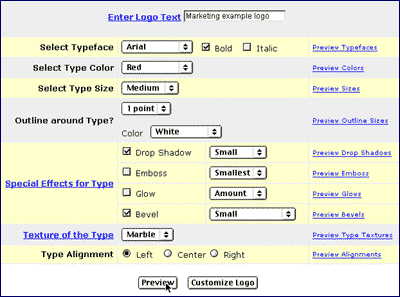 Enter Logo Text Marketing example logo
Select Typeface Arial Bold Italic Preview Typefaces
Select Type Color Red Preview Colors
Select Type Size Medium Preview Sizes
Outline around Type? 1 point Preview Outline Sizes
Color White
Special Effects for Type
Drop Shadow Small Preview Drop Shadows
Emboss Smallest Preview Emboss
Glow Amount Preview Glows
Bevel Small Preview Bevels
Texture of the Type Marble Preview Type Textures
Type Alignment Left Center Right Preview Alignments
Preview Customize Logo